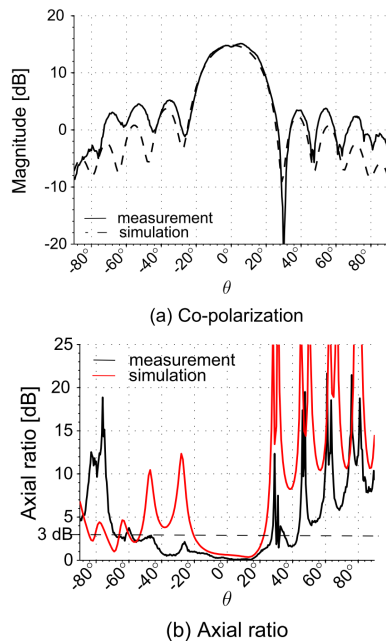 20
10
0
-10
-20
Magnitude [dB]
measurement
simulation
-80° -60° -40° -20° 0° 20° 40° 60° 80°
θ
(a) Co-polarization
25
20
15
10
5
3 dB
0
Axial ratio [dB]
measurement
simulation
-80° -60° -40° -20° 0° 20° 40° 60° 80°
θ
(b) Axial ratio